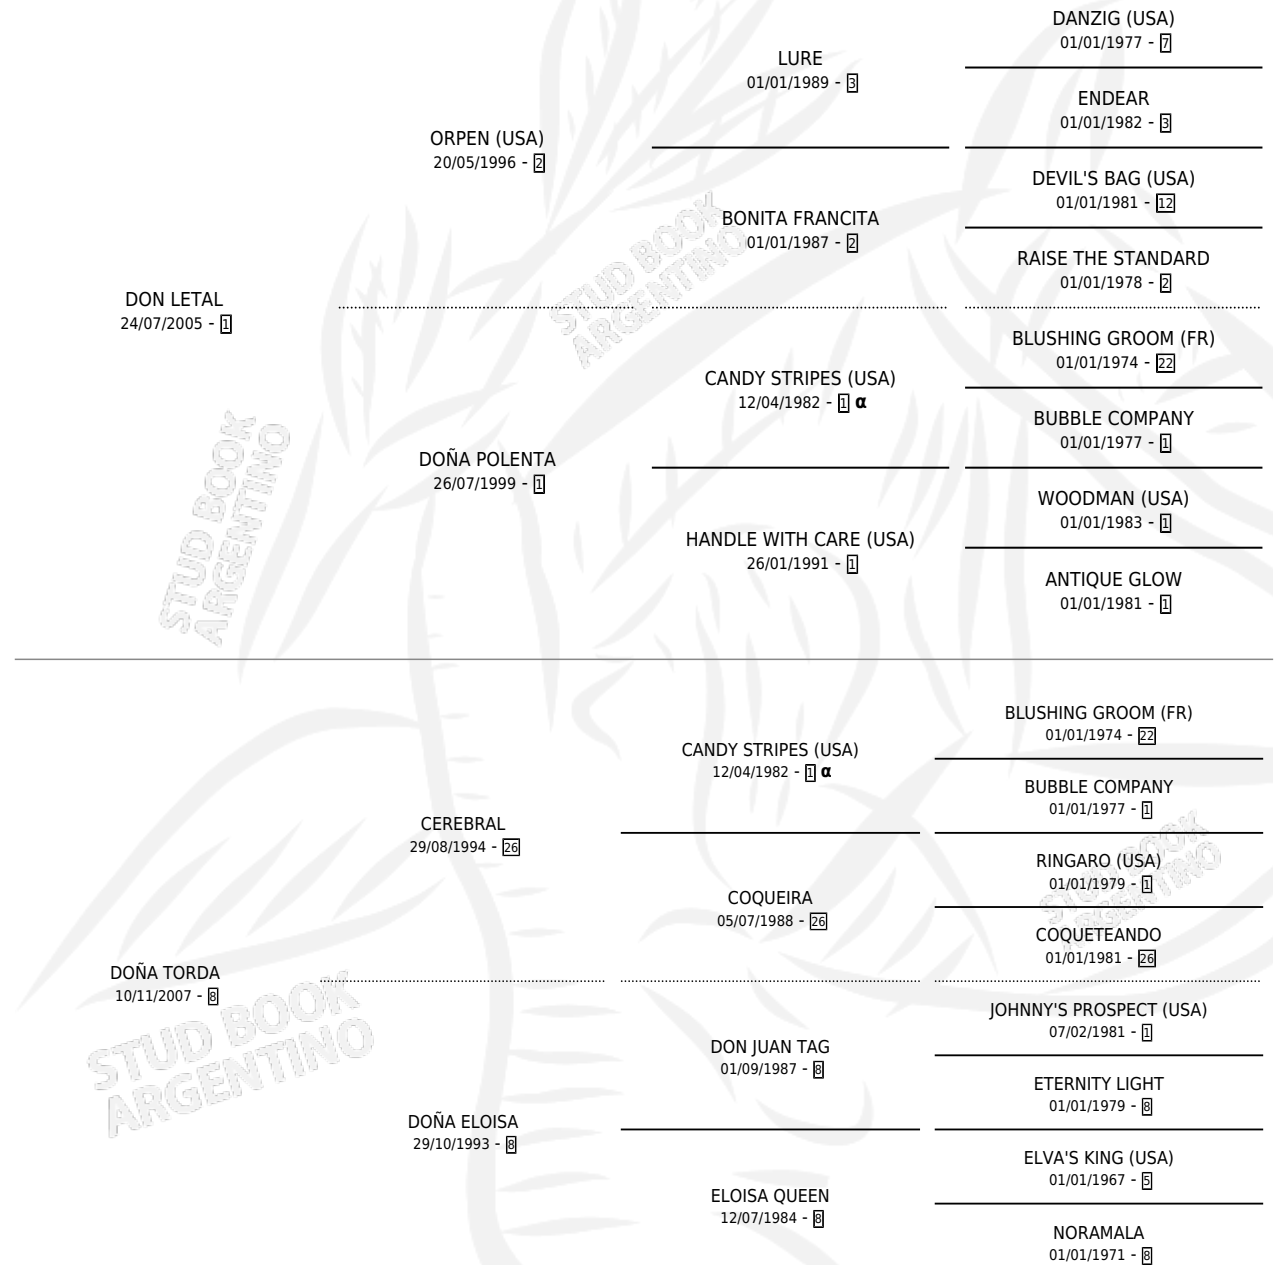 DON LETAL
24/07/2005 - 1
ORPEN (USA)
20/05/1996 - 2
LURE
01/01/1989 - 3
DANZIG (USA)
01/01/1977 - 7
ENDEAR
01/01/1982 - 3
BONITA FRANCITA
01/01/1987 - 2
DEVIL'S BAG (USA)
01/01/1981 - 12
RAISE THE STANDARD
01/01/1978 - 2
DOÑA POLENTA
26/07/1999 - 1
CANDY STRIPES (USA)
12/04/1982 - 1 α
BLUSHING GROOM (FR)
01/01/1974 - 22
BUBBLE COMPANY
01/01/1977 - 1
HANDLE WITH CARE (USA)
26/01/1991 - 1
WOODMAN (USA)
01/01/1983 - 1
ANTIQUE GLOW
01/01/1981 - 1
DOÑA TORDA
10/11/2007 - 8
CEREBRAL
29/08/1994 - 26
CANDY STRIPES (USA)
12/04/1982 - 1 α
BLUSHING GROOM (FR)
01/01/1974 - 22
BUBBLE COMPANY
01/01/1977 - 1
COQUEIRA
05/07/1988 - 26
RINGARO (USA)
01/01/1979 - 1
COQUETEANDO
01/01/1981 - 26
DOÑA ELOISA
29/10/1993 - 8
DON JUAN TAG
01/09/1987 - 8
JOHNNY'S PROSPECT (USA)
07/02/1981 - 1
ETERNITY LIGHT
01/01/1979 - 8
ELOISA QUEEN
12/07/1984 - 8
ELVA'S KING (USA)
01/01/1967 - 5
NORAMALA
01/01/1971 - 8
STUD BOOK
ARGENTINO
STUD BOOK
ARGENTINO
STUD BOOK
ARGENTINO
STUD BOOK
ARGENTINO